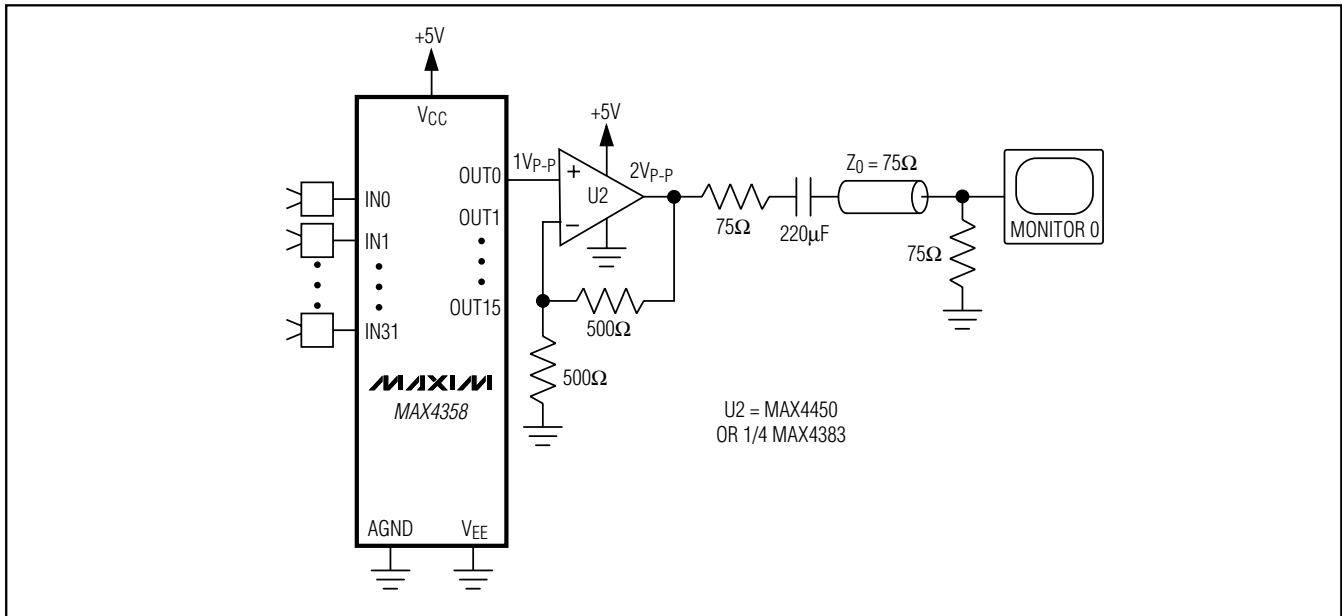 +5V
VCC
+5V
1VP-P
2VP-P
Z0 = 75Ω
OUT0
+
U2
IN0
OUT1
−
75Ω
220μF
MONITOR 0
IN1
75Ω
OUT15
500Ω
IN31
500Ω
MAXIM
MAX4358
U2 = MAX4450
OR 1/4 MAX4383
AGND
VEE